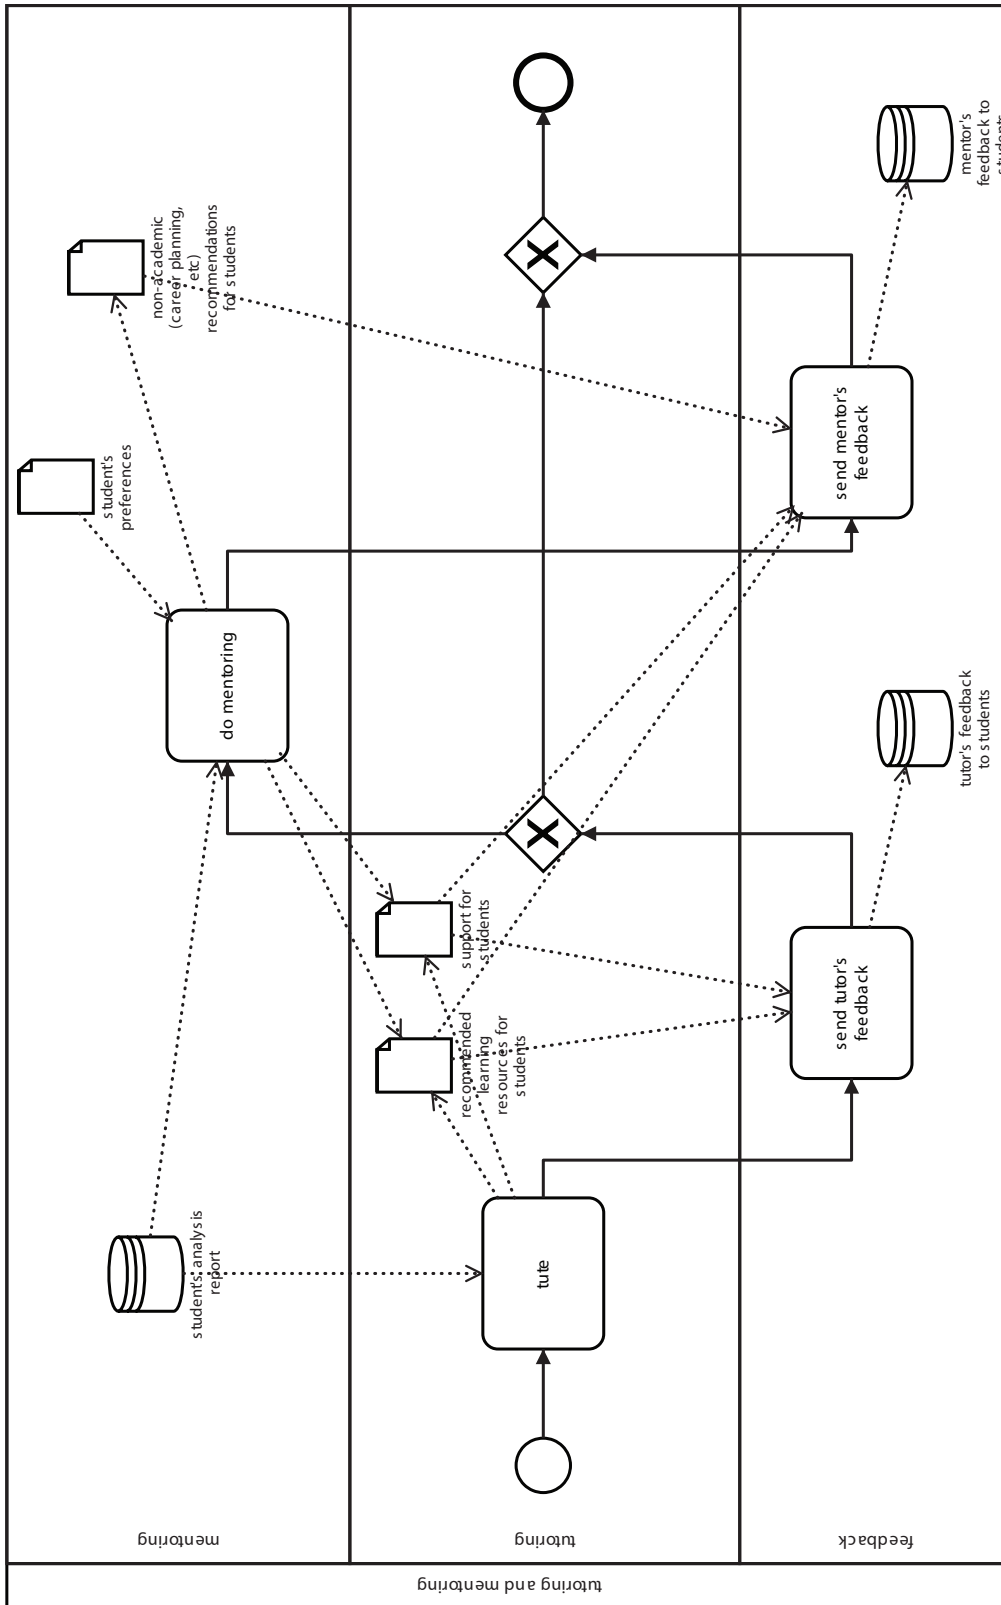 tutoring and mentoring
mentoring
tutoring
feedback
student's analysis
report
do mentoring
student's
preferences
non-academic
(career planning,
etc)
recommendations
for students
tute
recommended
learning
resources for
students
support for
students
send tutor's
feedback
tutor's feedback
to students
send mentor's
feedback
mentor's
feedback to
students